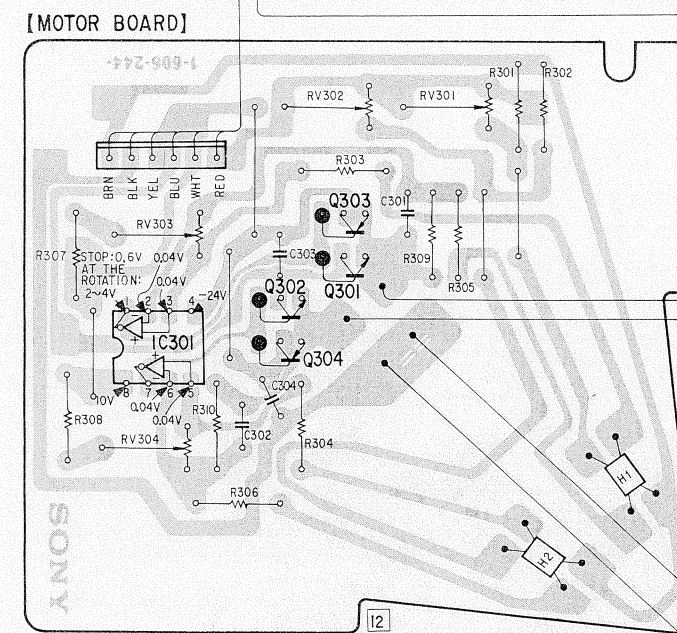 [MOTOR BOARD]
1-606-244-
R301
R302
RV302
RV301
R303
BRN
BLK
YEL
BLU
WHT
RED
Q303
C301
RV303
R307
STOP:0,6V
AT THE
ROTATION:
2~4V
0,04V
0,04V
C303
Q301
R309
R305
Q302
-24V
1
2
3
4
IC301
Q304
8
7
6
5
10V
0,04V
0,04V
R310
C304
R308
RV304
C302
R304
R306
H1
H2
SONY
12